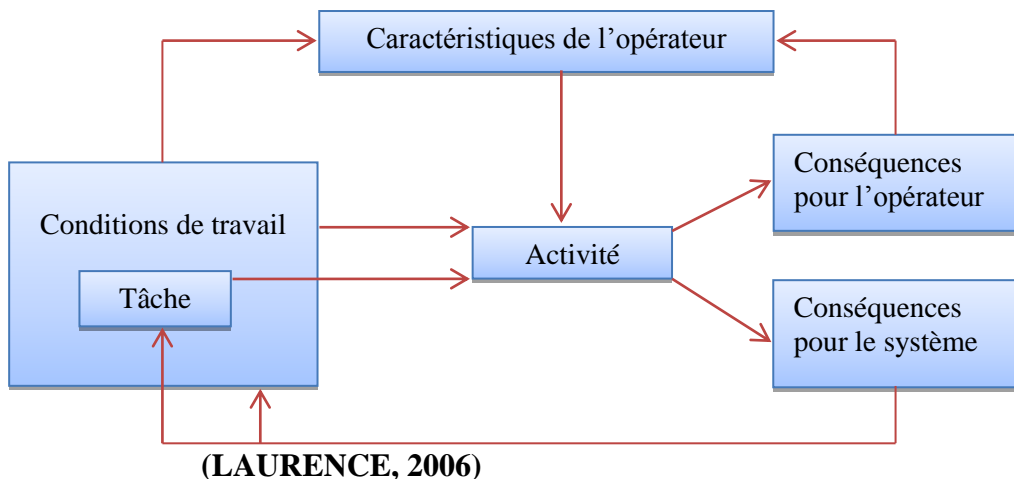 Caractéristiques de l’opérateur
Conséquences
pour l’opérateur
Conditions de travail
Activité
Tâche
Conséquences
pour le système
(LAURENCE, 2006)